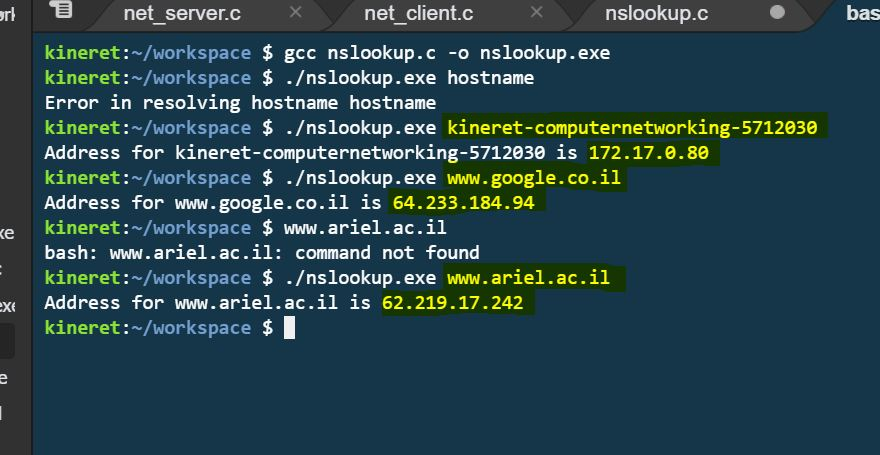 net_server.c × net_client.c × nslookup.c bas
kineret:~/workspace $ gcc nslookup.c -o nslookup.exe
kineret:~/workspace $ ./nslookup.exe hostname
Error in resolving hostname hostname
kineret:~/workspace $ ./nslookup.exe kineret-computernetworking-5712030
Address for kineret-computernetworking-5712030 is 172.17.0.80
kineret:~/workspace $ ./nslookup.exe www.google.co.il
Address for www.google.co.il is 64.233.184.94
kineret:~/workspace $ www.ariel.ac.il
bash: www.ariel.ac.il: command not found
kineret:~/workspace $ ./nslookup.exe www.ariel.ac.il
Address for www.ariel.ac.il is 62.219.17.242
kineret:~/workspace $